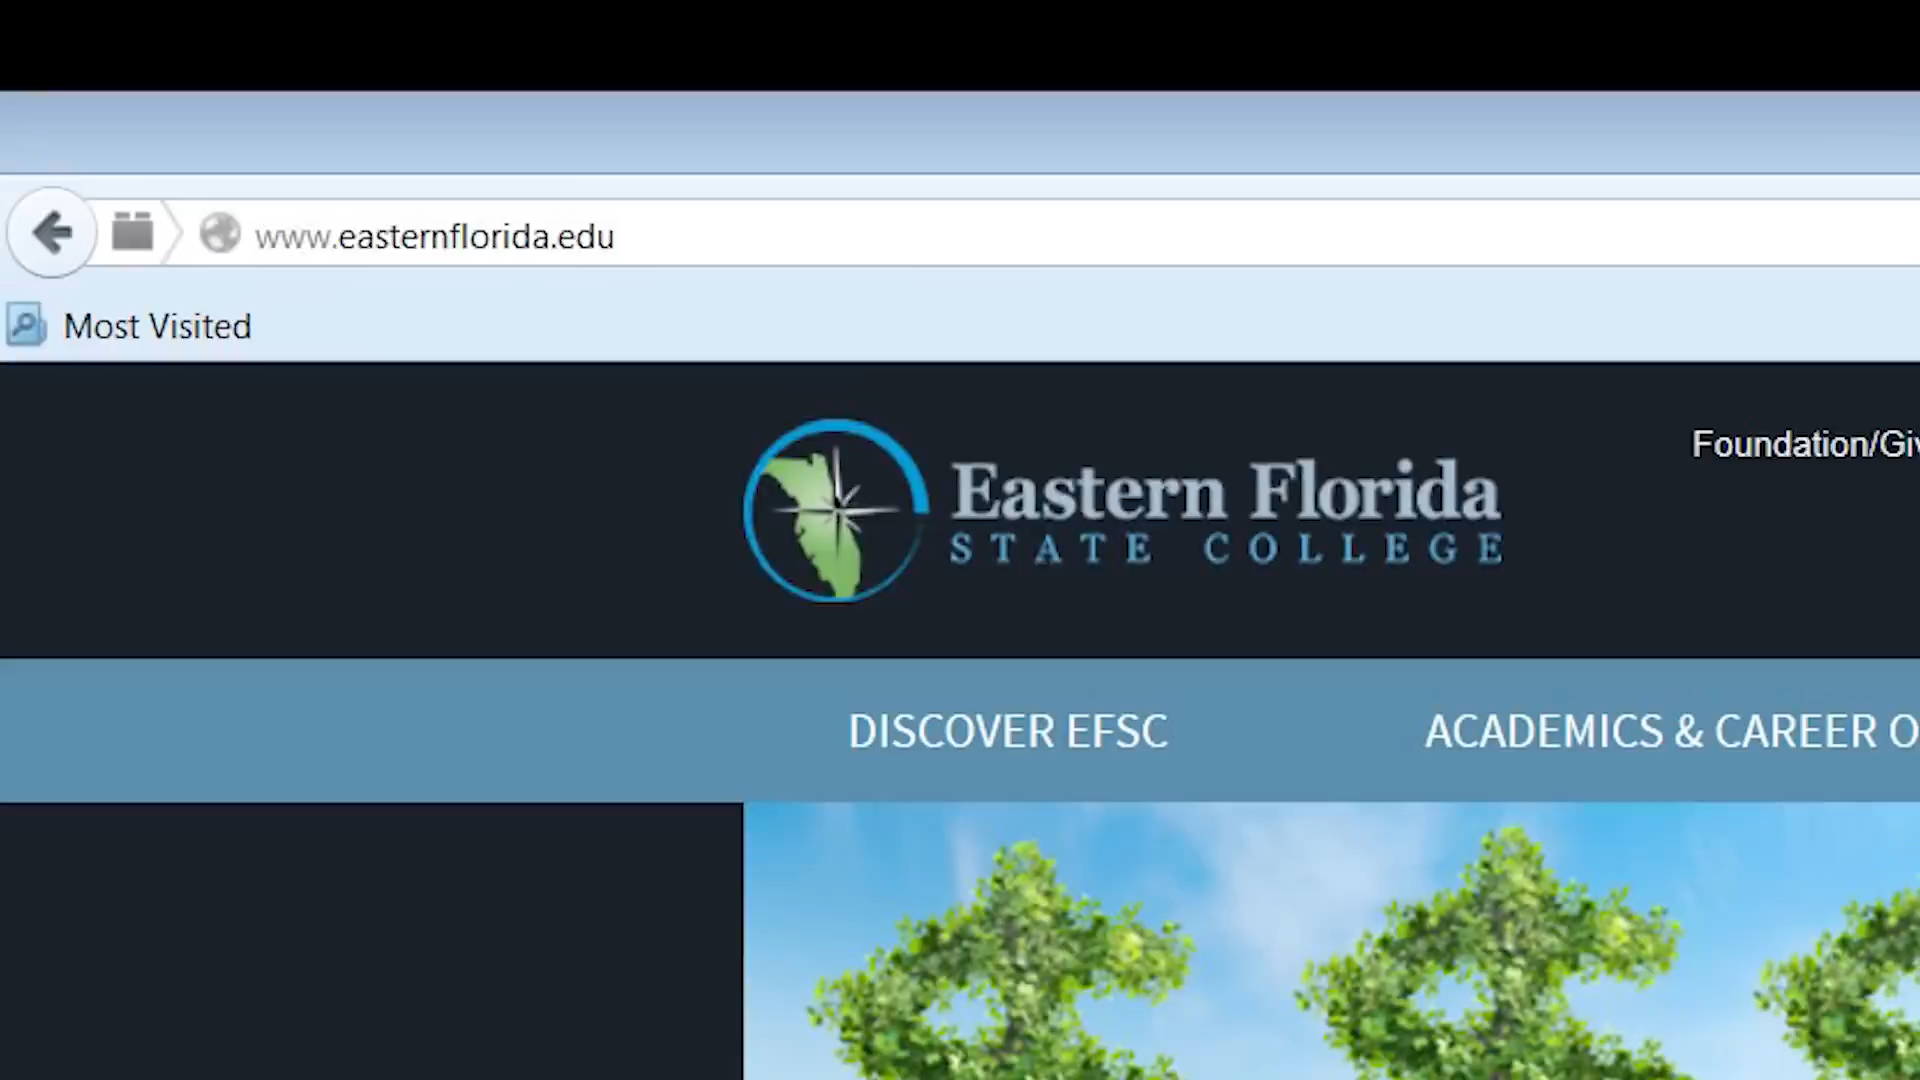 www.easternflorida.edu
Most Visited
Foundation/Giv
Eastern Florida
STATE COLLEGE
DISCOVER EFSC
ACADEMICS & CAREER O